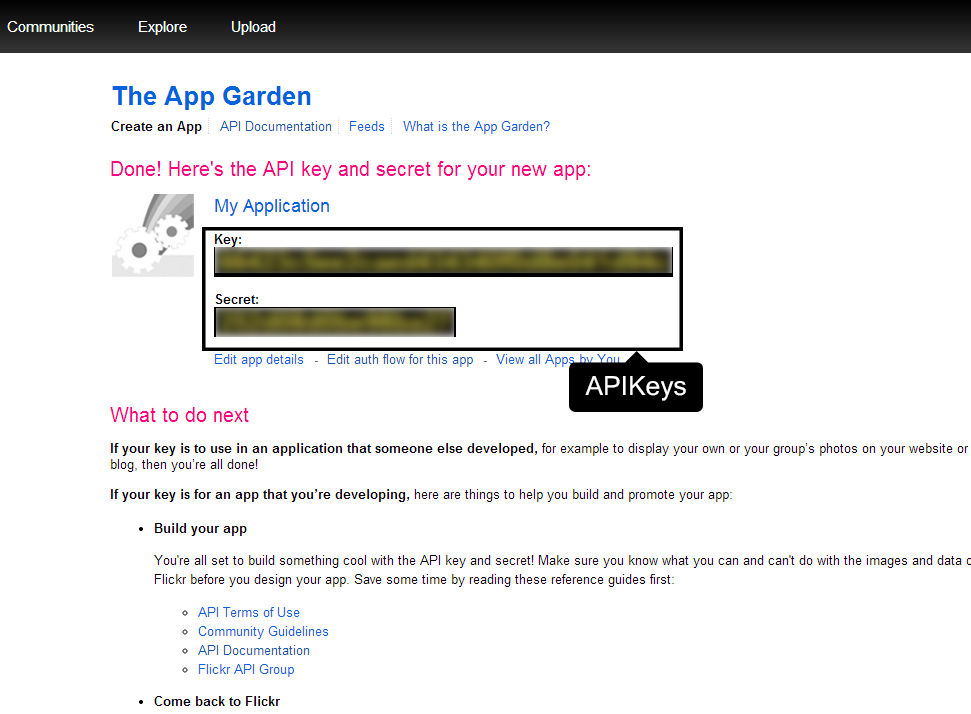 Communities Explore Upload
The App Garden
Create an App API Documentation Feeds What is the App Garden?
Done! Here's the API key and secret for your new app:
My Application
Key:
Secret:
Edit app details - Edit auth flow for this app - View all Apps by You
APIKeys
What to do next
If your key is to use in an application that someone else developed, for example to display your own or your group's photos on your website or
blog, then you're all done!
If your key is for an app that you're developing, here are things to help you build and promote your app:
• Build your app
You're all set to build something cool with the API key and secret! Make sure you know what you can and can't do with the images and data
Flickr before you design your app. Save some time by reading these reference guides first:
API Terms of Use
Community Guidelines
API Documentation
Flickr API Group
• Come back to Flickr